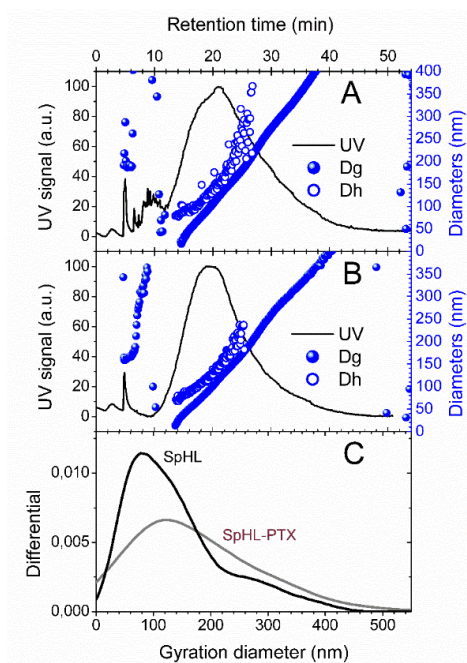 Retention time (min)
0 10 20 30 40 50
A
100
80
60
40
20
0
UV signal (a.u.)
UV
Dg
Dh
400
350
300
250
200
150
100
50
0
Diameters (nm)
B
100
80
60
40
20
0
UV signal (a.u.)
UV
Dg
Dh
350
300
250
200
150
100
50
0
Diameters (nm)
C
SpHL
SpHL-PTX
0,010
0,005
0,000
Differential
0 100 200 300 400 500
Gyration diameter (nm)